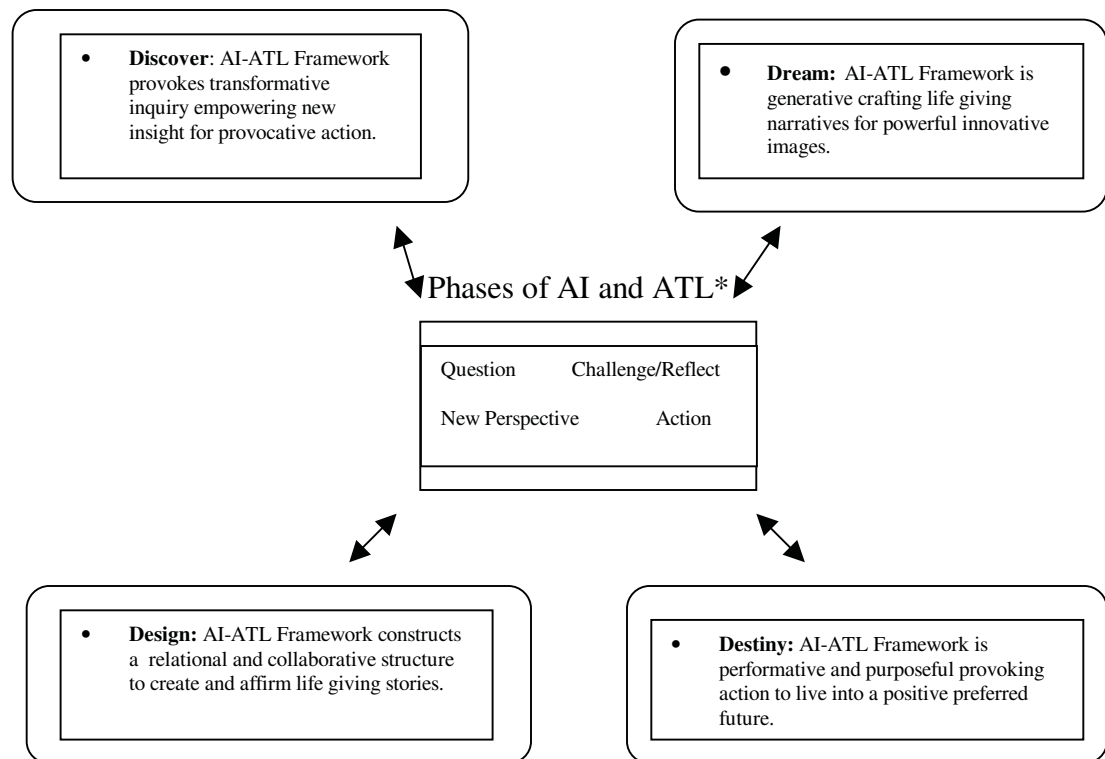 • Discover: AI-ATL Framework
provokes transformative
inquiry empowering new
insight for provocative action.
• Dream: AI-ATL Framework is
generative crafting life giving
narratives for powerful innovative
images.
Phases of AI and ATL*
Question Challenge/Reflect
New Perspective Action
• Design: AI-ATL Framework constructs
a relational and collaborative structure
to create and affirm life giving stories.
• Destiny: AI-ATL Framework is
performative and purposeful provoking
action to live into a positive preferred
future.